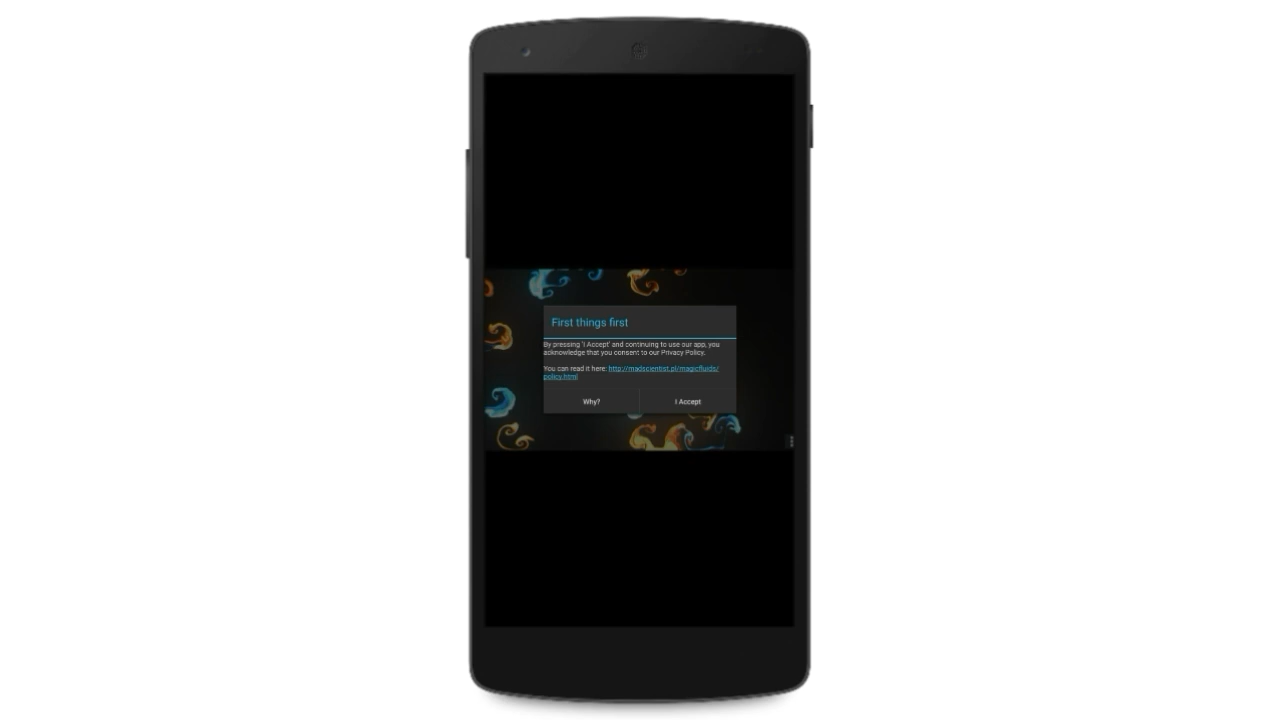 First things first
By pressing 'I Accept' and continuing to use our app, you
acknowledge that you consent to our Privacy Policy.
You can read it here: http://madscientist.pl/magicfluids/
policy.html
Why?
I Accept